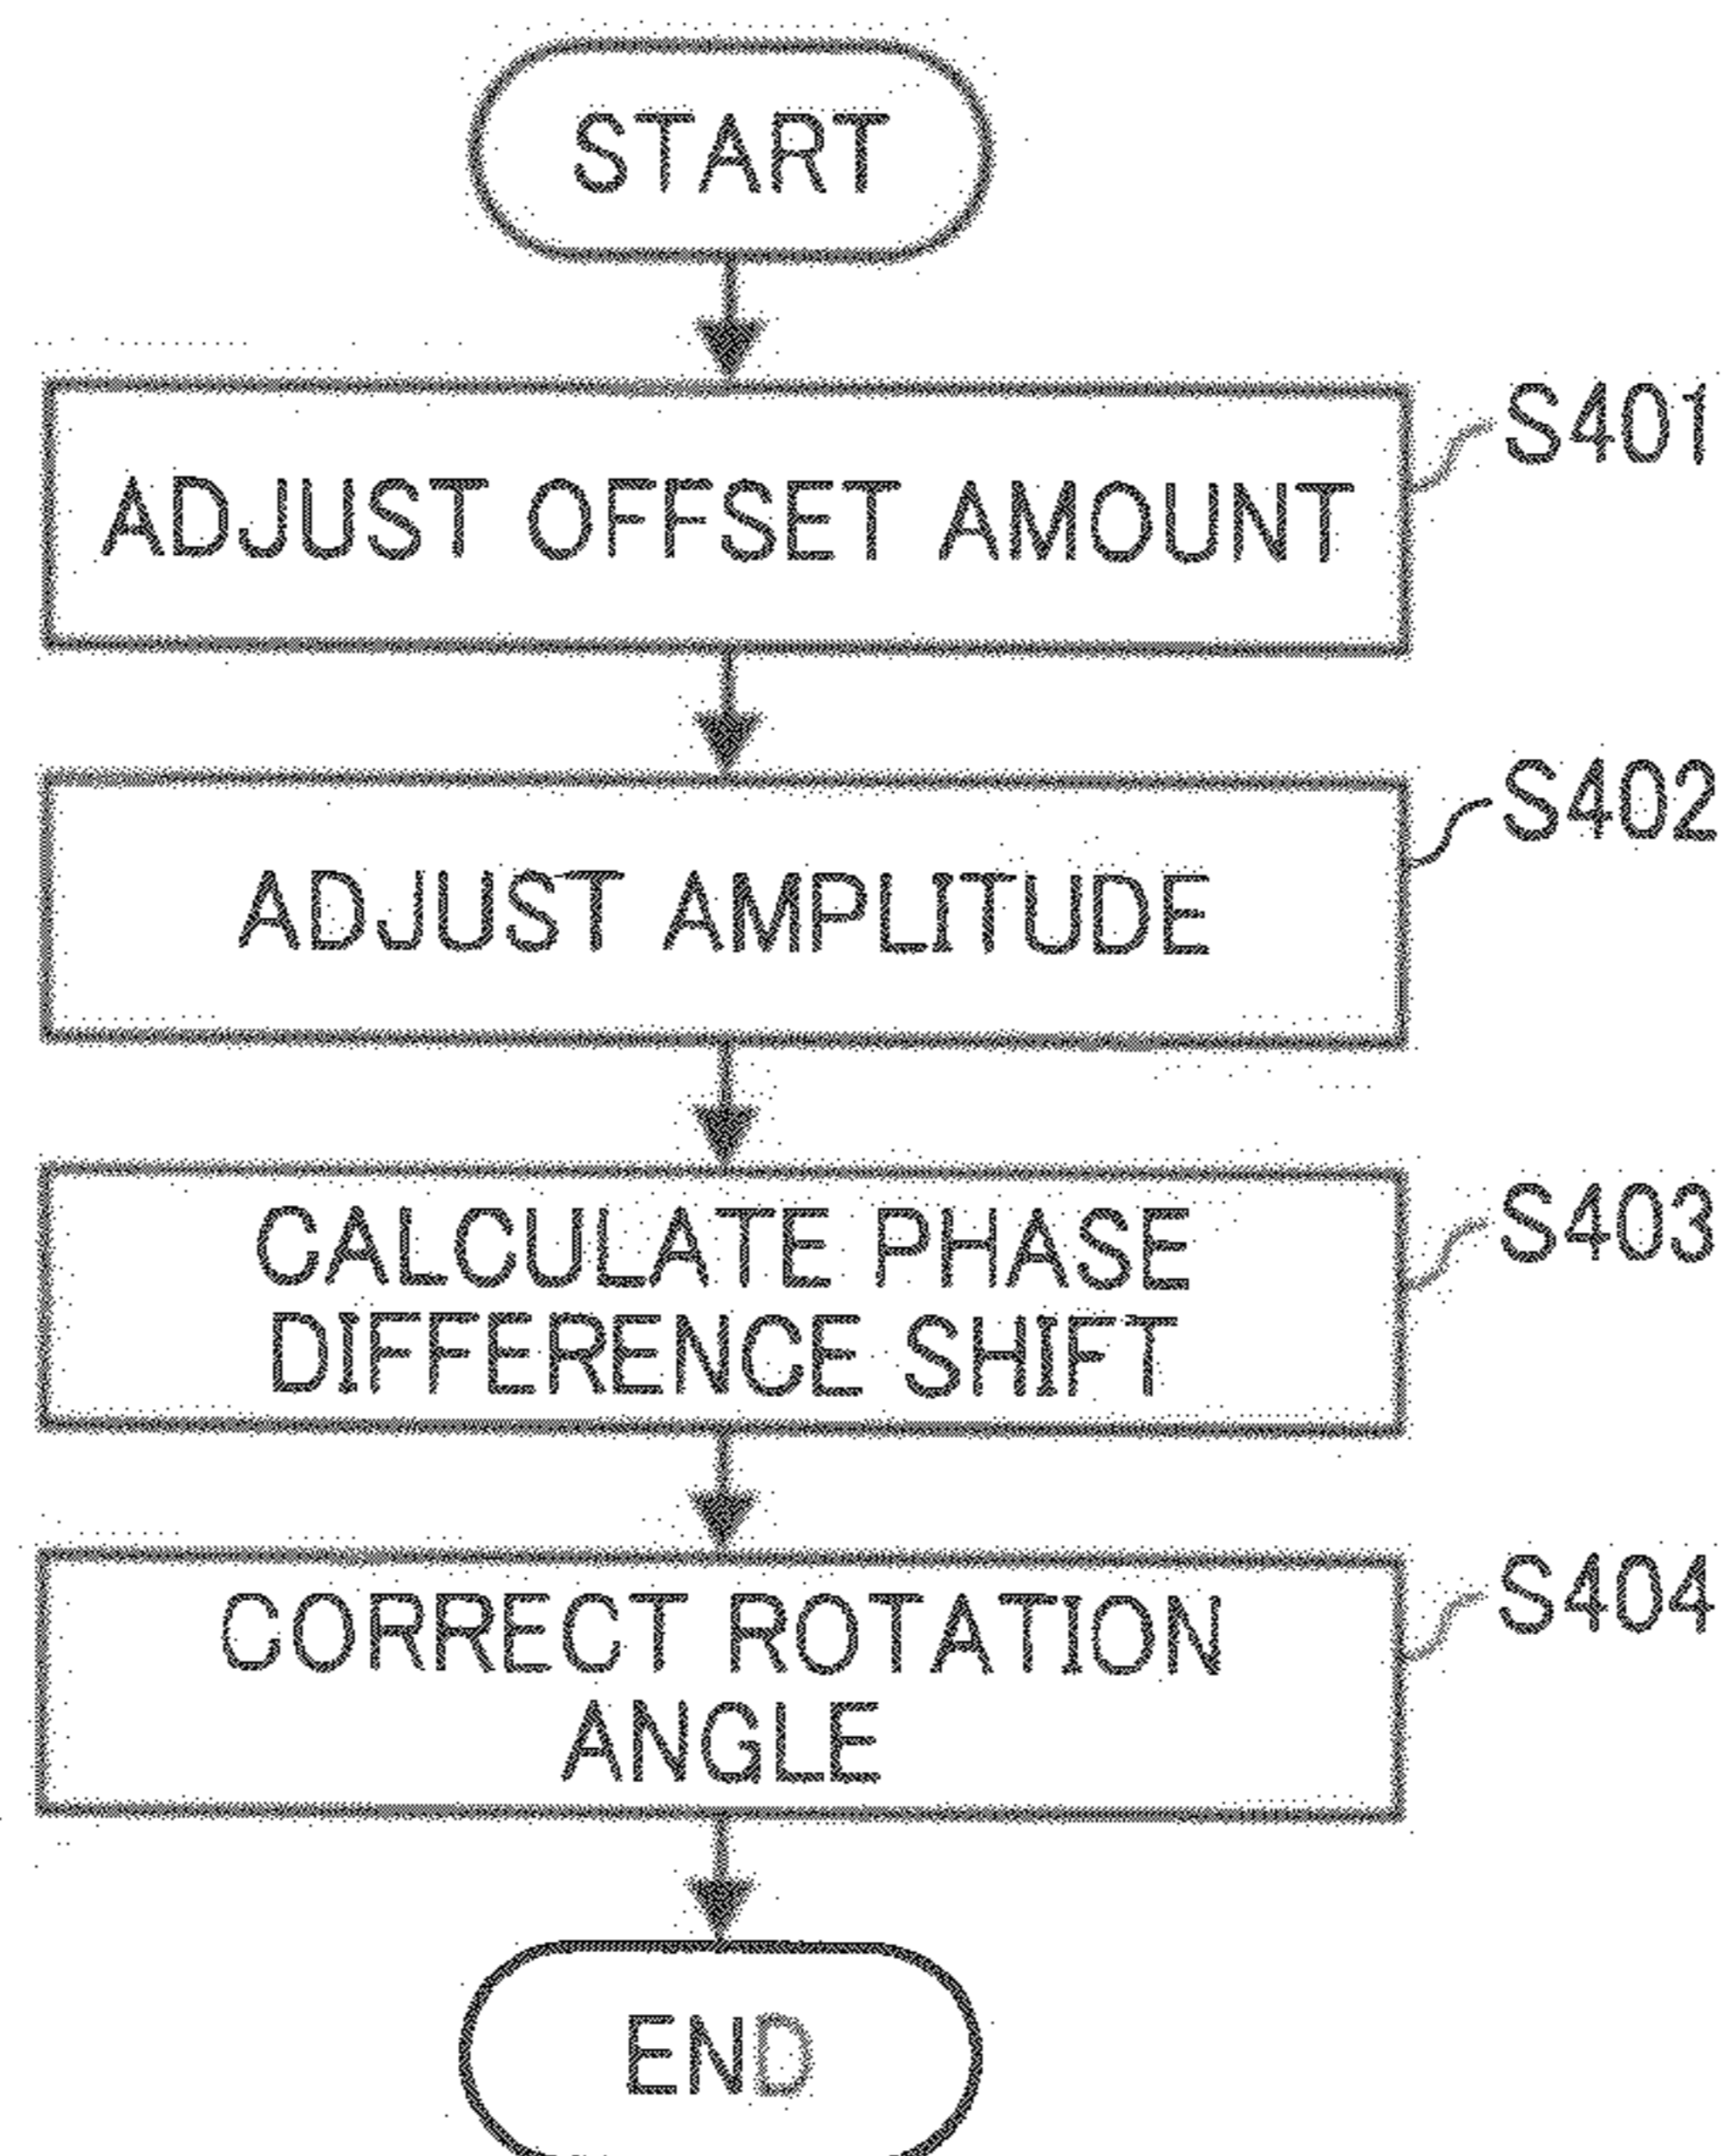 START
S401
ADJUST OFFSET AMOUNT
S402
ADJUST AMPLITUDE
S403
CALCULATE PHASE
DIFFERENCE SHIFT
S404
CORRECT ROTATION
ANGLE
END